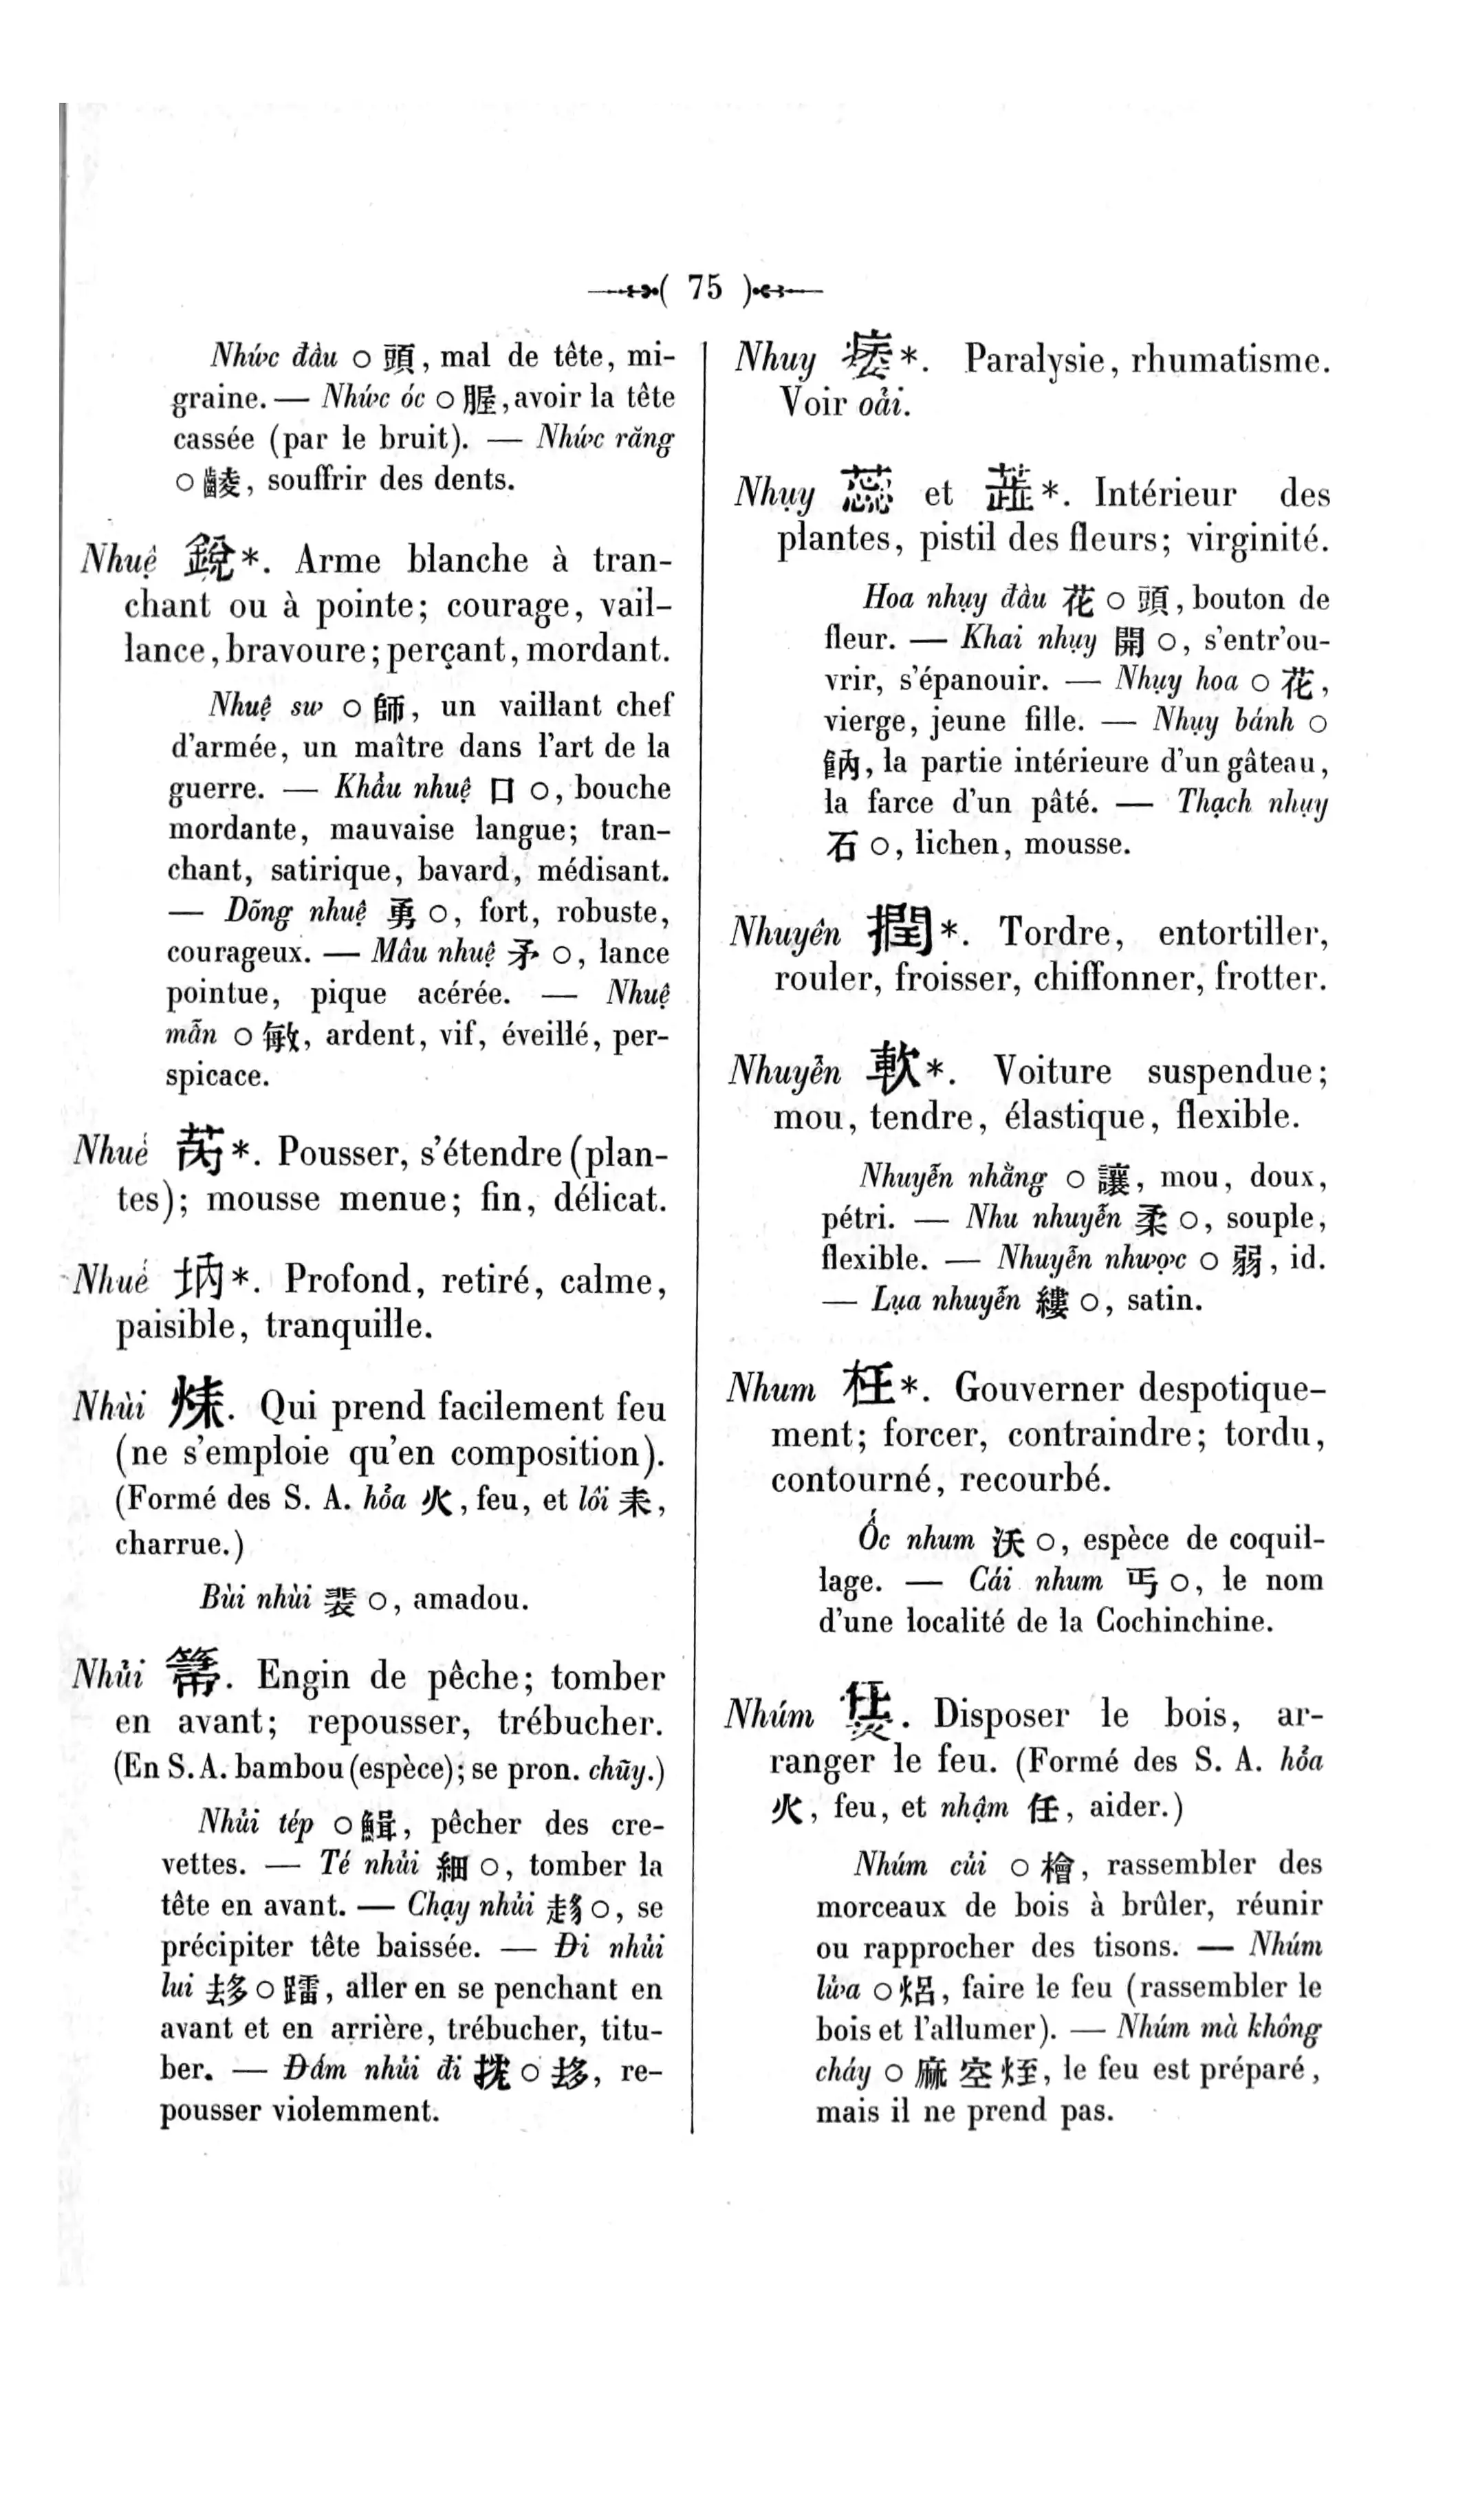 ( 75 )
Nhức đầu ○ 頭, mal de tête, mi-
graine. — Nhức óc ○ 腛, avoir la tête
cassée (par le bruit). — Nhức răng
○ 𪘵, souffrir des dents.
Nhuệ 銳*. Arme blanche à tran-
chant ou à pointe; courage, vail-
lance, bravoure; perçant, mordant.
Nhuệ sư ○ 師, un vaillant chef
d'armée, un maître dans l'art de la
guerre. — Khẩu nhuệ 口 ○, bouche
mordante, mauvaise langue; tran-
chant, satirique, bavard, médisant.
— Dõng nhuệ 勇 ○, fort, robuste,
courageux. — Mâu nhuệ 矛 ○, lance
pointue, pique acérée. — Nhuệ
mẫn ○ 敏, ardent, vif, éveillé, per-
spicace.
Nhuế 芮*. Pousser, s'étendre (plan-
tes); mousse menue; fin, délicat.
Nhuế 㘨*. Profond, retiré, calme,
paisible, tranquille.
Nhùi. Qui prend facilement feu
(ne s'emploie qu'en composition).
(Formé des S. A. hỏa 火, feu, et lôi 耒,
charrue.)
Bùi nhùi 裴 ○, amadou.
Nhủi 箒. Engin de pêche; tomber
en avant; repousser, trébucher.
(En S. A. bambou (espèce); se pron. chũy.)
Nhủi tép ○, pêcher des cre-
vettes. — Té nhủi 細 ○, tomber la
tête en avant. — Chạy nhủi ○, se
précipiter tête baissée. — Đi nhủi
lui ○, aller en se penchant en
avant et en arrière, trébucher, titu-
ber. — Đấm nhủi đi ○, re-
pousser violemment.
Nhuy 痿*. Paralysie, rhumatisme.
Voir oải.
Nhụy 蕊 et *. Intérieur des
plantes, pistil des fleurs; virginité.
Hoa nhụy đầu 花 ○ 頭, bouton de
fleur. — Khai nhụy 開 ○, s'entr'ou-
vrir, s'épanouir. — Nhụy hoa ○ 花,
vierge, jeune fille. — Nhụy bánh ○
, la partie intérieure d'un gâteau,
la farce d'un pâté. — Thạch nhụy
石 ○, lichen, mousse.
Nhuyên 撋*. Tordre, entortiller,
rouler, froisser, chiffonner, frotter.
Nhuyễn 軟*. Voiture suspendue;
mou, tendre, élastique, flexible.
Nhuyễn nhằng ○ 讓, mou, doux,
pétri. — Nhu nhuyễn 柔 ○, souple,
flexible. — Nhuyễn nhược ○ 弱, id.
— Lụa nhuyễn 縷 ○, satin.
Nhum 枉*. Gouverner despotique-
ment; forcer, contraindre; tordu,
contourné, recourbé.
Ốc nhum 沃 ○, espèce de coquil-
lage. — Cái nhum 丐 ○, le nom
d'une localité de la Cochinchine.
Nhúm. Disposer le bois, ar-
ranger le feu. (Formé des S. A. hỏa
火, feu, et nhậm 任, aider.)
Nhúm củi ○ 檜, rassembler des
morceaux de bois à brûler, réunir
ou rapprocher des tisons. — Nhúm
lửa ○ 焒, faire le feu (rassembler le
bois et l'allumer). — Nhúm mà không
cháy ○ 麻 空 烓, le feu est préparé,
mais il ne prend pas.